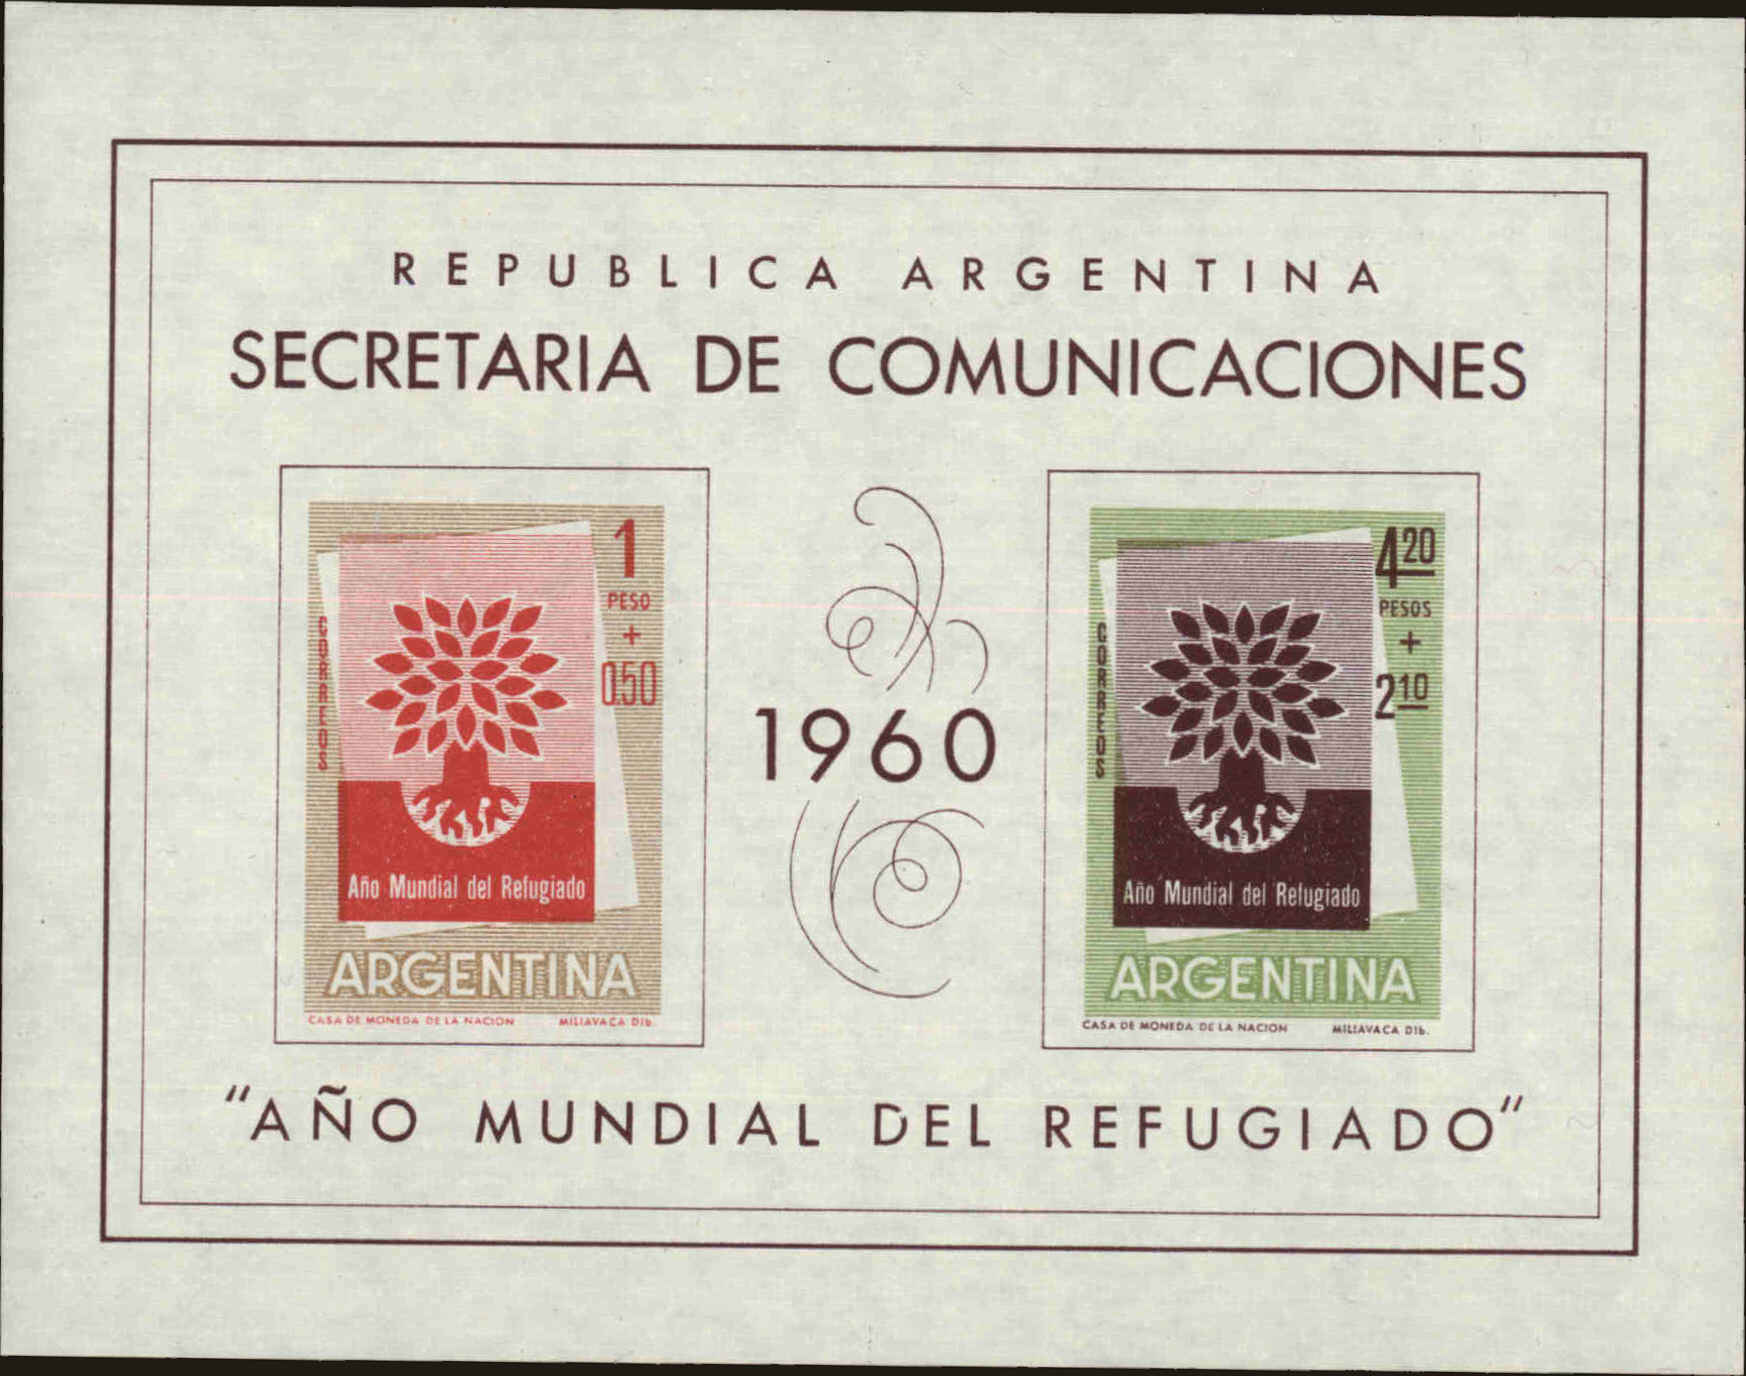 REPUBLICA ARGENTINA
SECRETARIA DE COMUNICACIONES
1
PESO
+
0.50
CORREOS
Año Mundial del Refugiado
ARGENTINA
CASA DE MONEDA DE LA NACION MILIAVACA DIb.
1960
4 20
PESOS
+
2 10
CORREOS
Año Mundial del Refugiado
ARGENTINA
CASA DE MONEDA DE LA NACION MILIAVACA DIb.
"AÑO MUNDIAL DEL REFUGIADO"